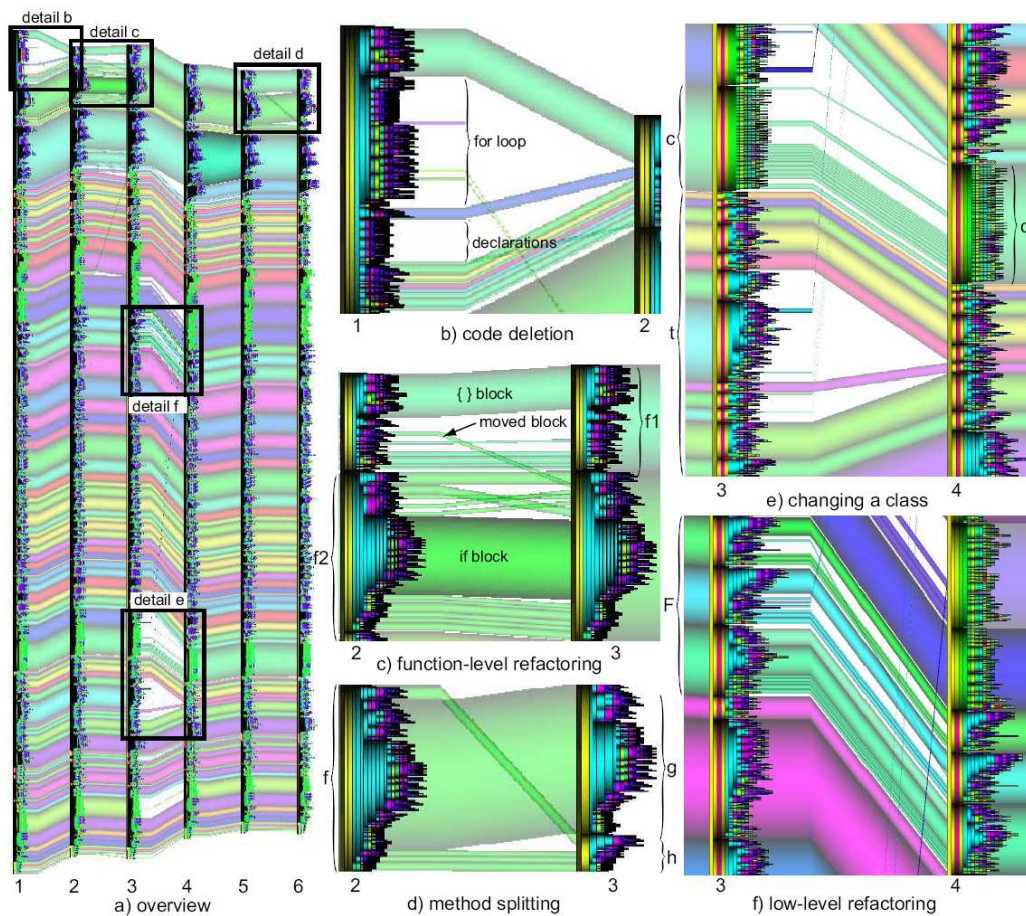 detail b
detail c
detail d
detail f
detail e
1 2 3 4 5 6
a) overview
for loop
declarations
1 2
b) code deletion
{ } block
moved block
f1
if block
f2
2 3
c) function-level refactoring
f
g
h
2 3
d) method splitting
c
t
c
3 4
e) changing a class
F
3 4
f) low-level refactoring